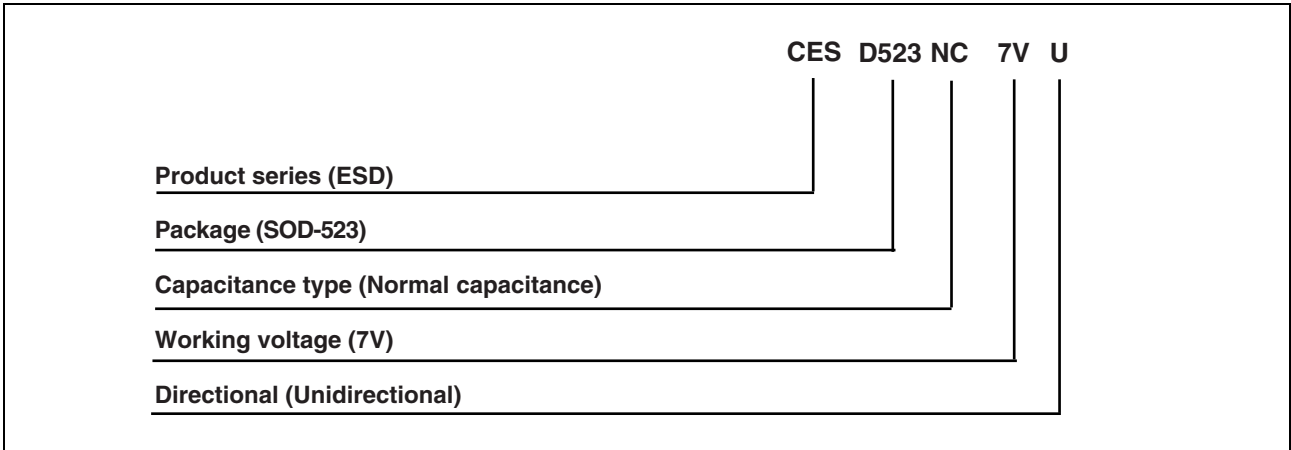 CES D523 NC 7V U
Product series (ESD)
Package (SOD-523)
Capacitance type (Normal capacitance)
Working voltage (7V)
Directional (Unidirectional)